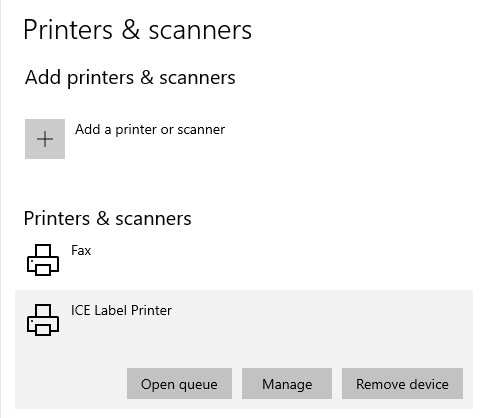 Printers & scanners
Add printers & scanners
Add a printer or scanner
Printers & scanners
Fax
ICE Label Printer
Open queue Manage Remove device